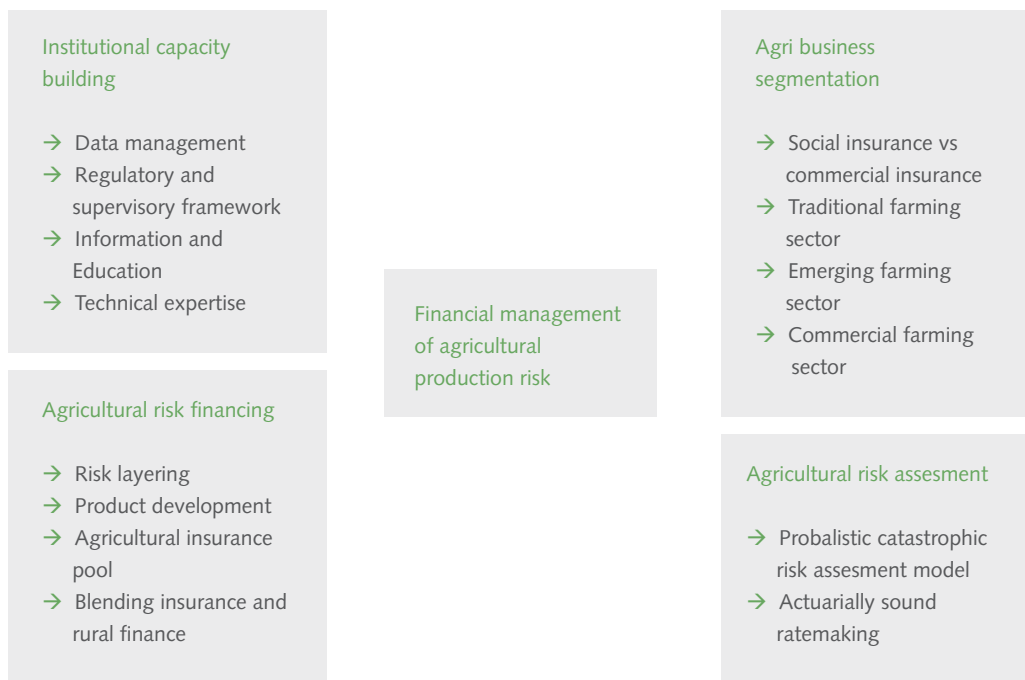 Institutional capacity
building
→ Data management
→ Regulatory and
supervisory framework
→ Information and
Education
→ Technical expertise
Agricultural risk financing
→ Risk layering
→ Product development
→ Agricultural insurance
pool
→ Blending insurance and
rural finance
Financial management
of agricultural
production risk
Agri business
segmentation
→ Social insurance vs
commercial insurance
→ Traditional farming
sector
→ Emerging farming
sector
→ Commercial farming
sector
Agricultural risk assesment
→ Probalistic catastrophic
risk assesment model
→ Actuarially sound
ratemaking